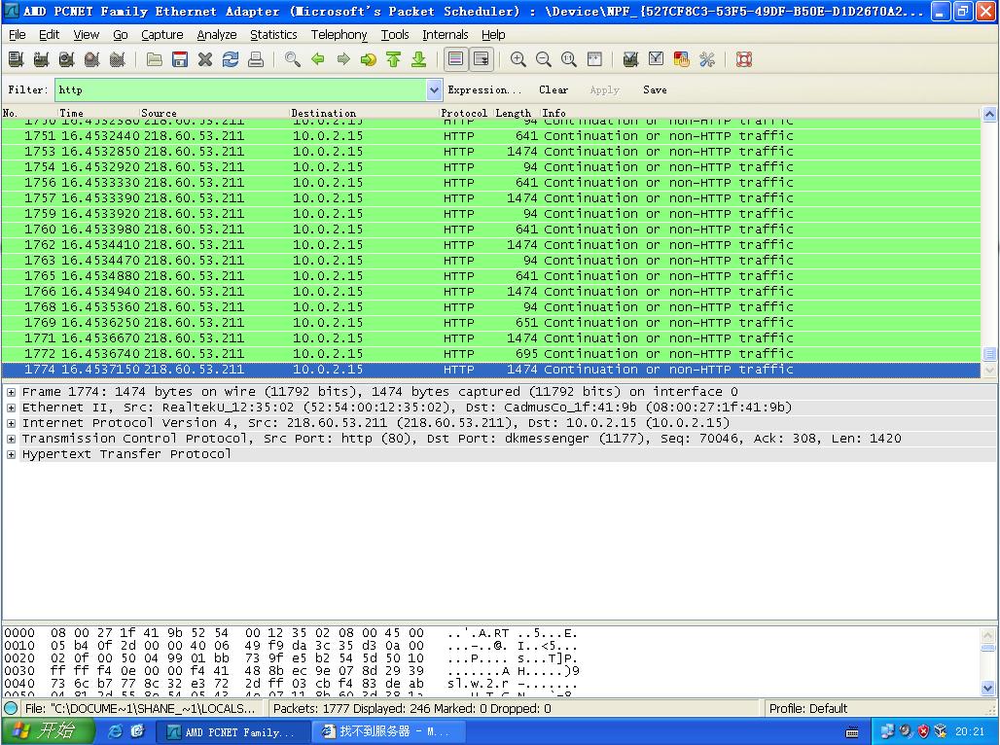 AMD PCNET Family Ethernet Adapter (Microsoft's Packet Scheduler) : \Device\NPF_{527CF8C3-53F5-49DF-B50E-D1D2670A2...
File Edit View Go Capture Analyze Statistics Telephony Tools Internals Help
Filter: http Expression... Clear Apply Save
No. Time Source Destination Protocol Length Info
1750 16.4532380 218.60.53.211 10.0.2.15 HTTP 94 Continuation or non-HTTP traffic
1751 16.4532440 218.60.53.211 10.0.2.15 HTTP 641 Continuation or non-HTTP traffic
1753 16.4532850 218.60.53.211 10.0.2.15 HTTP 1474 Continuation or non-HTTP traffic
1754 16.4532920 218.60.53.211 10.0.2.15 HTTP 94 Continuation or non-HTTP traffic
1756 16.4533330 218.60.53.211 10.0.2.15 HTTP 641 Continuation or non-HTTP traffic
1757 16.4533390 218.60.53.211 10.0.2.15 HTTP 1474 Continuation or non-HTTP traffic
1759 16.4533920 218.60.53.211 10.0.2.15 HTTP 94 Continuation or non-HTTP traffic
1760 16.4533980 218.60.53.211 10.0.2.15 HTTP 641 Continuation or non-HTTP traffic
1762 16.4534410 218.60.53.211 10.0.2.15 HTTP 1474 Continuation or non-HTTP traffic
1763 16.4534470 218.60.53.211 10.0.2.15 HTTP 94 Continuation or non-HTTP traffic
1765 16.4534880 218.60.53.211 10.0.2.15 HTTP 641 Continuation or non-HTTP traffic
1766 16.4534940 218.60.53.211 10.0.2.15 HTTP 1474 Continuation or non-HTTP traffic
1768 16.4535360 218.60.53.211 10.0.2.15 HTTP 94 Continuation or non-HTTP traffic
1769 16.4536250 218.60.53.211 10.0.2.15 HTTP 651 Continuation or non-HTTP traffic
1771 16.4536670 218.60.53.211 10.0.2.15 HTTP 1474 Continuation or non-HTTP traffic
1772 16.4536740 218.60.53.211 10.0.2.15 HTTP 695 Continuation or non-HTTP traffic
1774 16.4537150 218.60.53.211 10.0.2.15 HTTP 1474 Continuation or non-HTTP traffic
Frame 1774: 1474 bytes on wire (11792 bits), 1474 bytes captured (11792 bits) on interface 0
Ethernet II, Src: RealtekU_12:35:02 (52:54:00:12:35:02), Dst: CadmusCo_1f:41:9b (08:00:27:1f:41:9b)
Internet Protocol Version 4, Src: 218.60.53.211 (218.60.53.211), Dst: 10.0.2.15 (10.0.2.15)
Transmission Control Protocol, Src Port: http (80), Dst Port: dkmessenger (1177), Seq: 70046, Ack: 308, Len: 1420
Hypertext Transfer Protocol
0000 08 00 27 1f 41 9b 52 54 00 12 35 02 08 00 45 00 ..'.A.RT ..5...E.
0010 05 b4 0f 2d 00 00 40 06 49 f9 da 3c 35 d3 0a 00 ...-..@. I..<5...
0020 02 0f 00 50 04 99 01 bb 73 9f e5 b2 54 5d 50 10 ...P.... s...T]P.
0030 ff ff f4 0e 00 00 f4 41 48 8b ec 9e 07 8d 29 39 .......A H.....)9
0040 73 6c b7 77 8c 32 e3 72 2d ff 03 cb f4 83 de ab sl.w.2.r -.......
File: "C:\DOCUME~1\SHANE_~1\LOCALS... Packets: 1777 Displayed: 246 Marked: 0 Dropped: 0 Profile: Default
开始 AMD PCNET Family... 找不到服务器 - M... 20:21